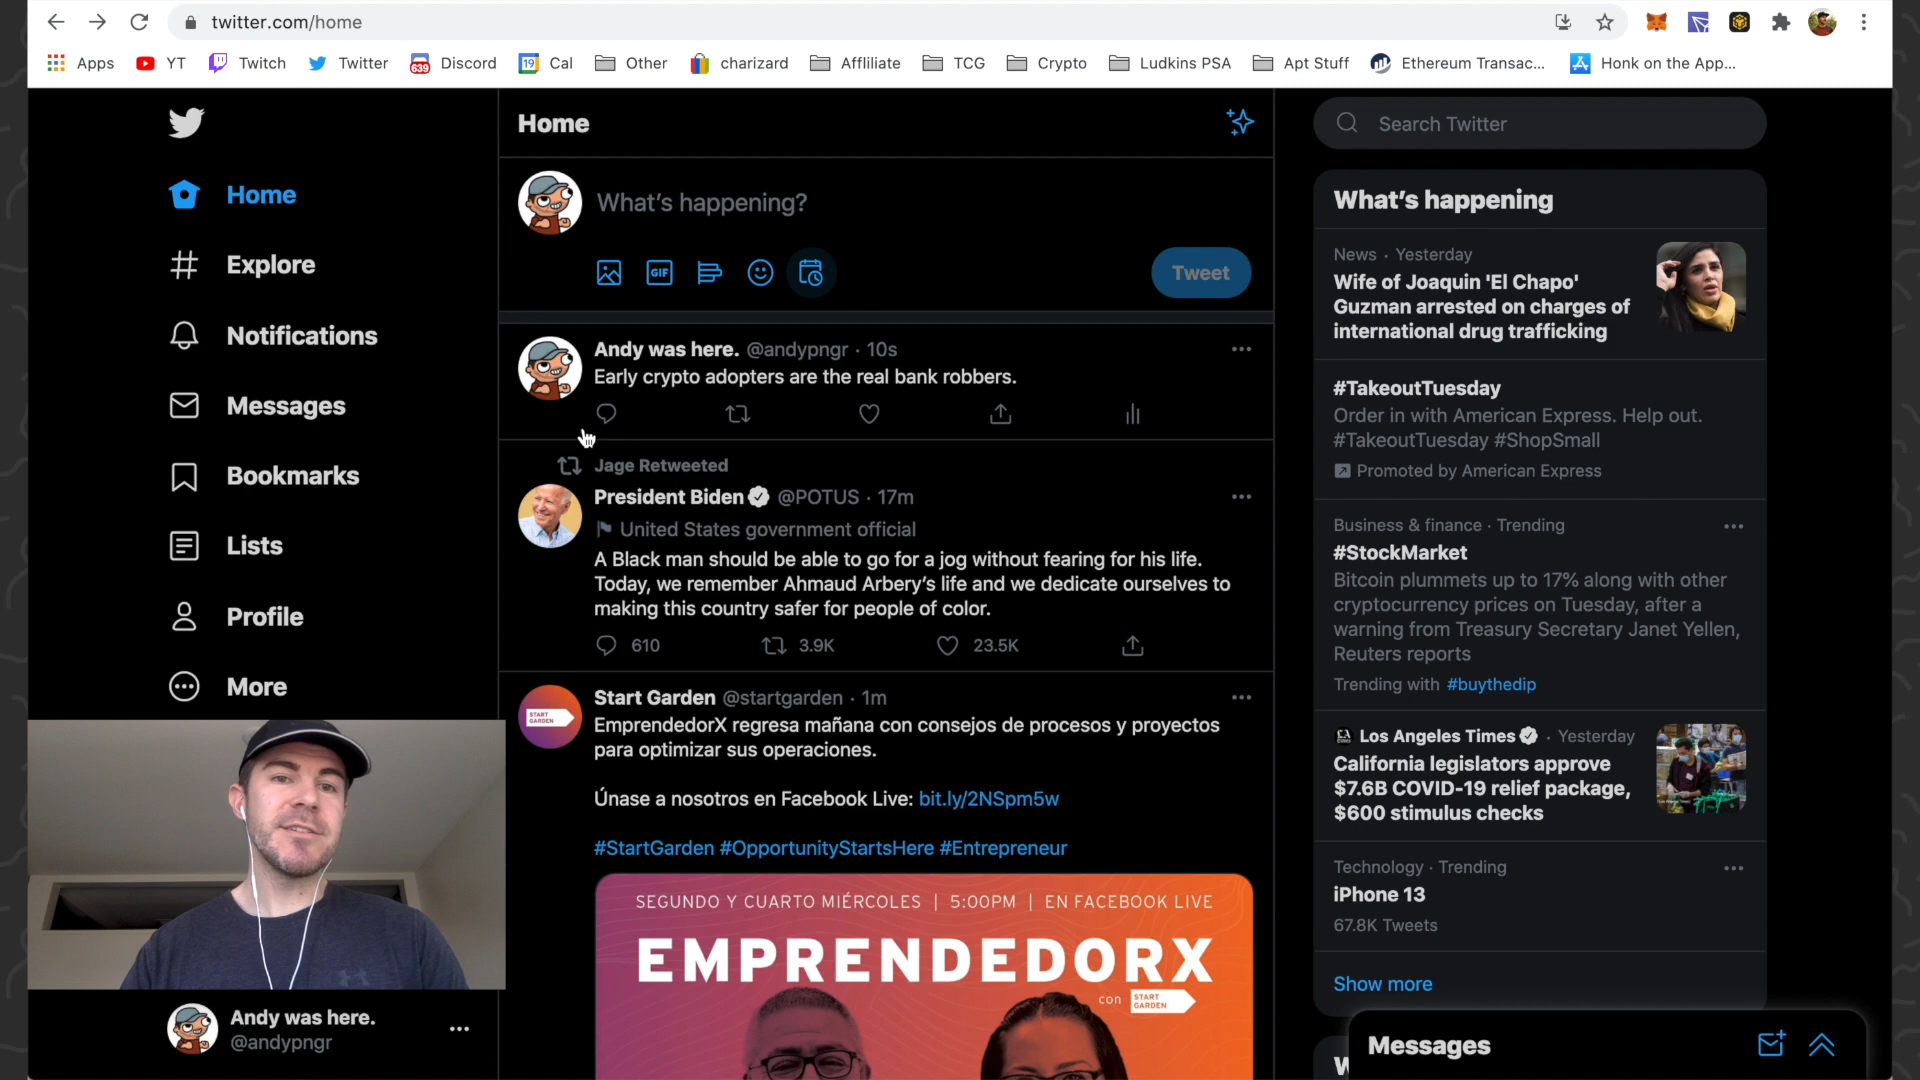 twitter.com/home
Apps
YT
Twitch
Twitter
639
Discord
19
Cal
Other
charizard
Affliliate
TCG
Crypto
Ludkins PSA
Apt Stuff
Ethereum Transac...
Honk on the App...
Home
Explore
Notifications
Messages
Bookmarks
Lists
Profile
More
Andy was here.
@andypngr
Home
What's happening?
GIF
Tweet
Andy was here. @andypngr · 10s
Early crypto adopters are the real bank robbers.
Jage Retweeted
President Biden @POTUS · 17m
United States government official
A Black man should be able to go for a jog without fearing for his life.
Today, we remember Ahmaud Arbery's life and we dedicate ourselves to
making this country safer for people of color.
610
3.9K
23.5K
START
GARDEN
Start Garden @startgarden · 1m
EmprendedorX regresa mañana con consejos de procesos y proyectos
para optimizar sus operaciones.
Únase a nosotros en Facebook Live: bit.ly/2NSpm5w
#StartGarden #OpportunityStartsHere #Entrepreneur
SEGUNDO Y CUARTO MIÉRCOLES | 5:00PM | EN FACEBOOK LIVE
EMPRENDEDORX
con START
GARDEN
Search Twitter
What's happening
News · Yesterday
Wife of Joaquin 'El Chapo'
Guzman arrested on charges of
international drug trafficking
#TakeoutTuesday
Order in with American Express. Help out.
#TakeoutTuesday #ShopSmall
Promoted by American Express
Business & finance · Trending
#StockMarket
Bitcoin plummets up to 17% along with other
cryptocurrency prices on Tuesday, after a
warning from Treasury Secretary Janet Yellen,
Reuters reports
Trending with #buythedip
Los Angeles Times · Yesterday
California legislators approve
$7.6B COVID-19 relief package,
$600 stimulus checks
Technology · Trending
iPhone 13
67.8K Tweets
Show more
Messages